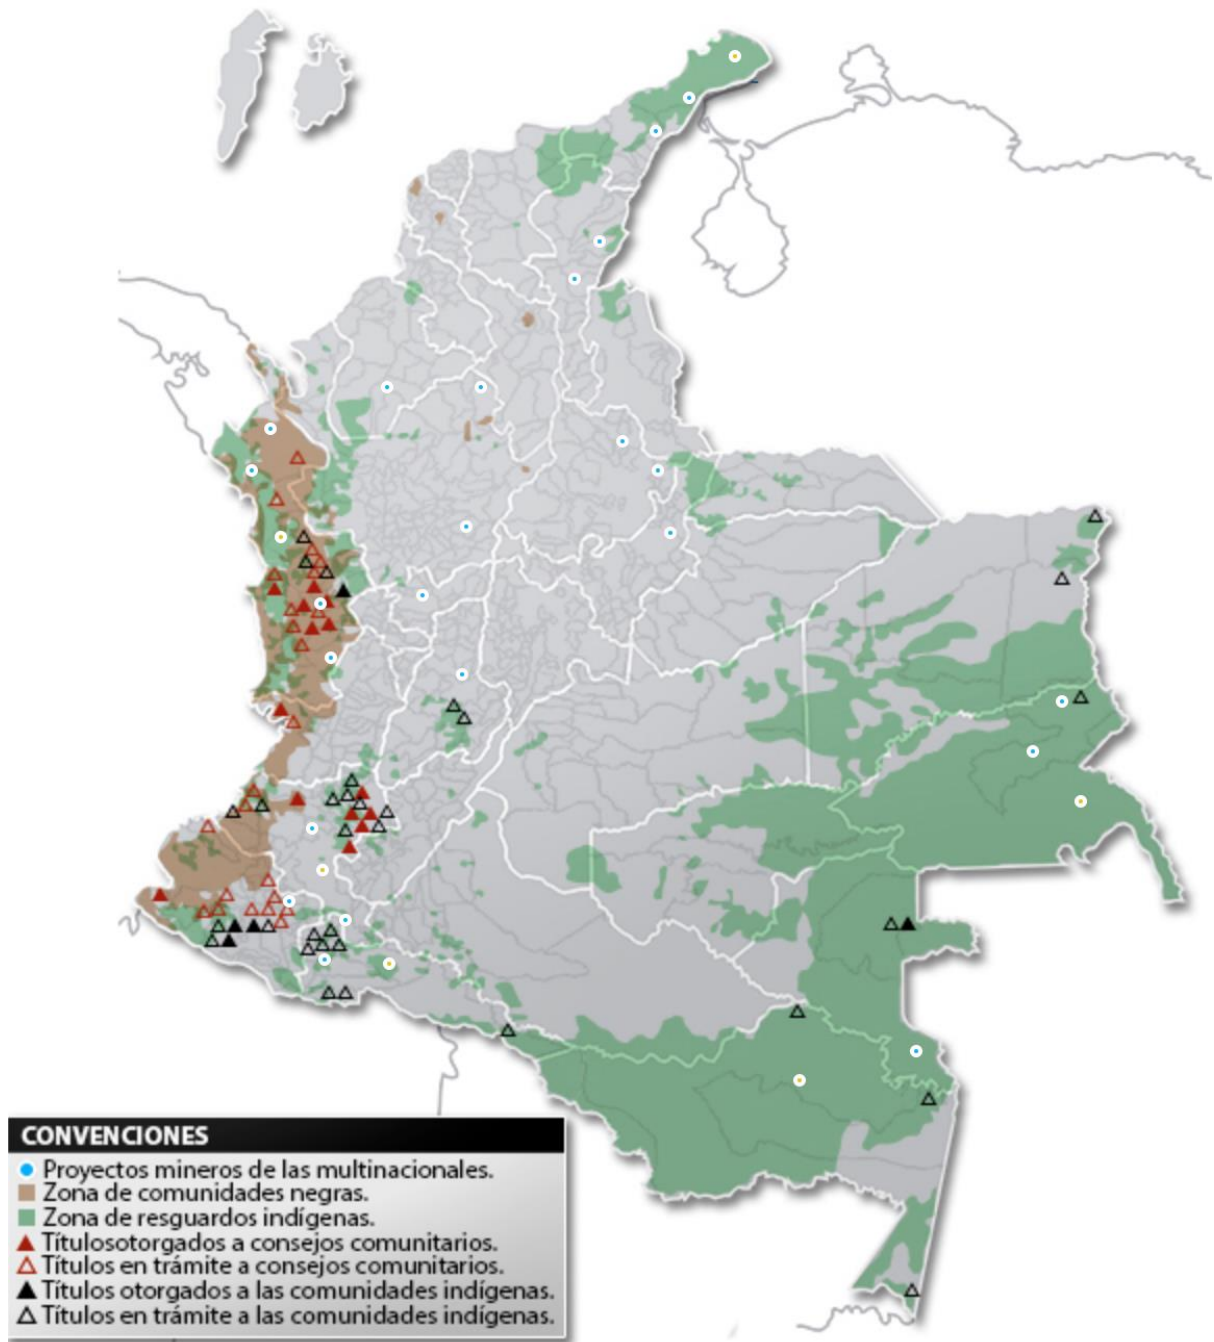 CONVENCIONES
Proyectos mineros de las multinacionales.
Zona de comunidades negras.
Zona de resguardos indígenas.
Títulosotorgados a consejos comunitarios.
Títulos en trámite a consejos comunitarios.
Títulos otorgados a las comunidades indígenas.
Títulos en trámite a las comunidades indígenas.